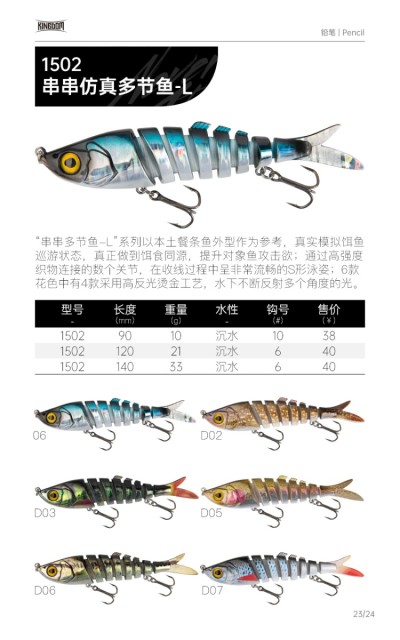 KINGDOM
铅笔 | Pencil
1502
串串仿真多节鱼-L
“串串多节鱼-L”系列以本土餐条鱼外型作为参考，真实模拟饵鱼
巡游状态，真正做到饵食同源，提升对象鱼攻击欲；通过高强度
织物连接的数个关节，在收线过程中呈非常流畅的S形泳姿；6款
花色中有4款采用高反光烫金工艺，水下不断反射多个角度的光。
型号 长度 重量 水性 钩号 售价
- (mm) (g) - (#) (¥)
1502 90 10 沉水 10 38
1502 120 21 沉水 6 40
1502 140 33 沉水 6 40
06 D02
D03 D05
D06 D07
23/24